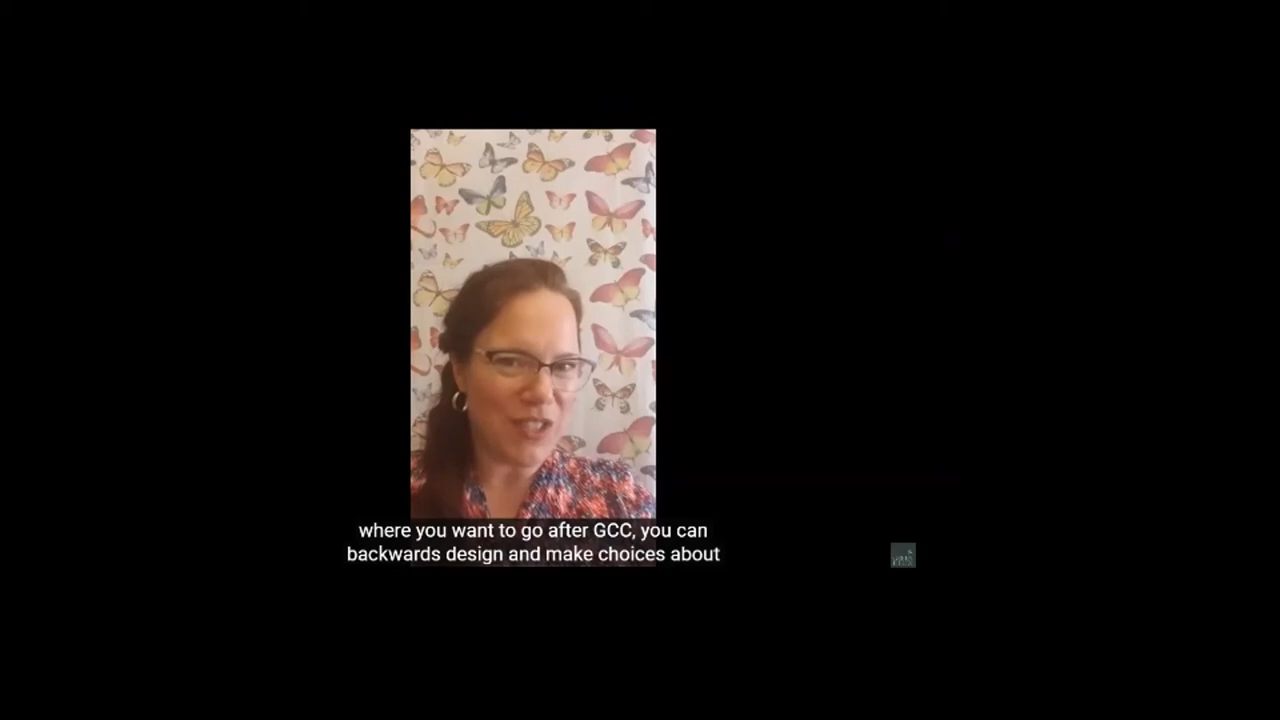 where you want to go after GCC, you can
backwards design and make choices about